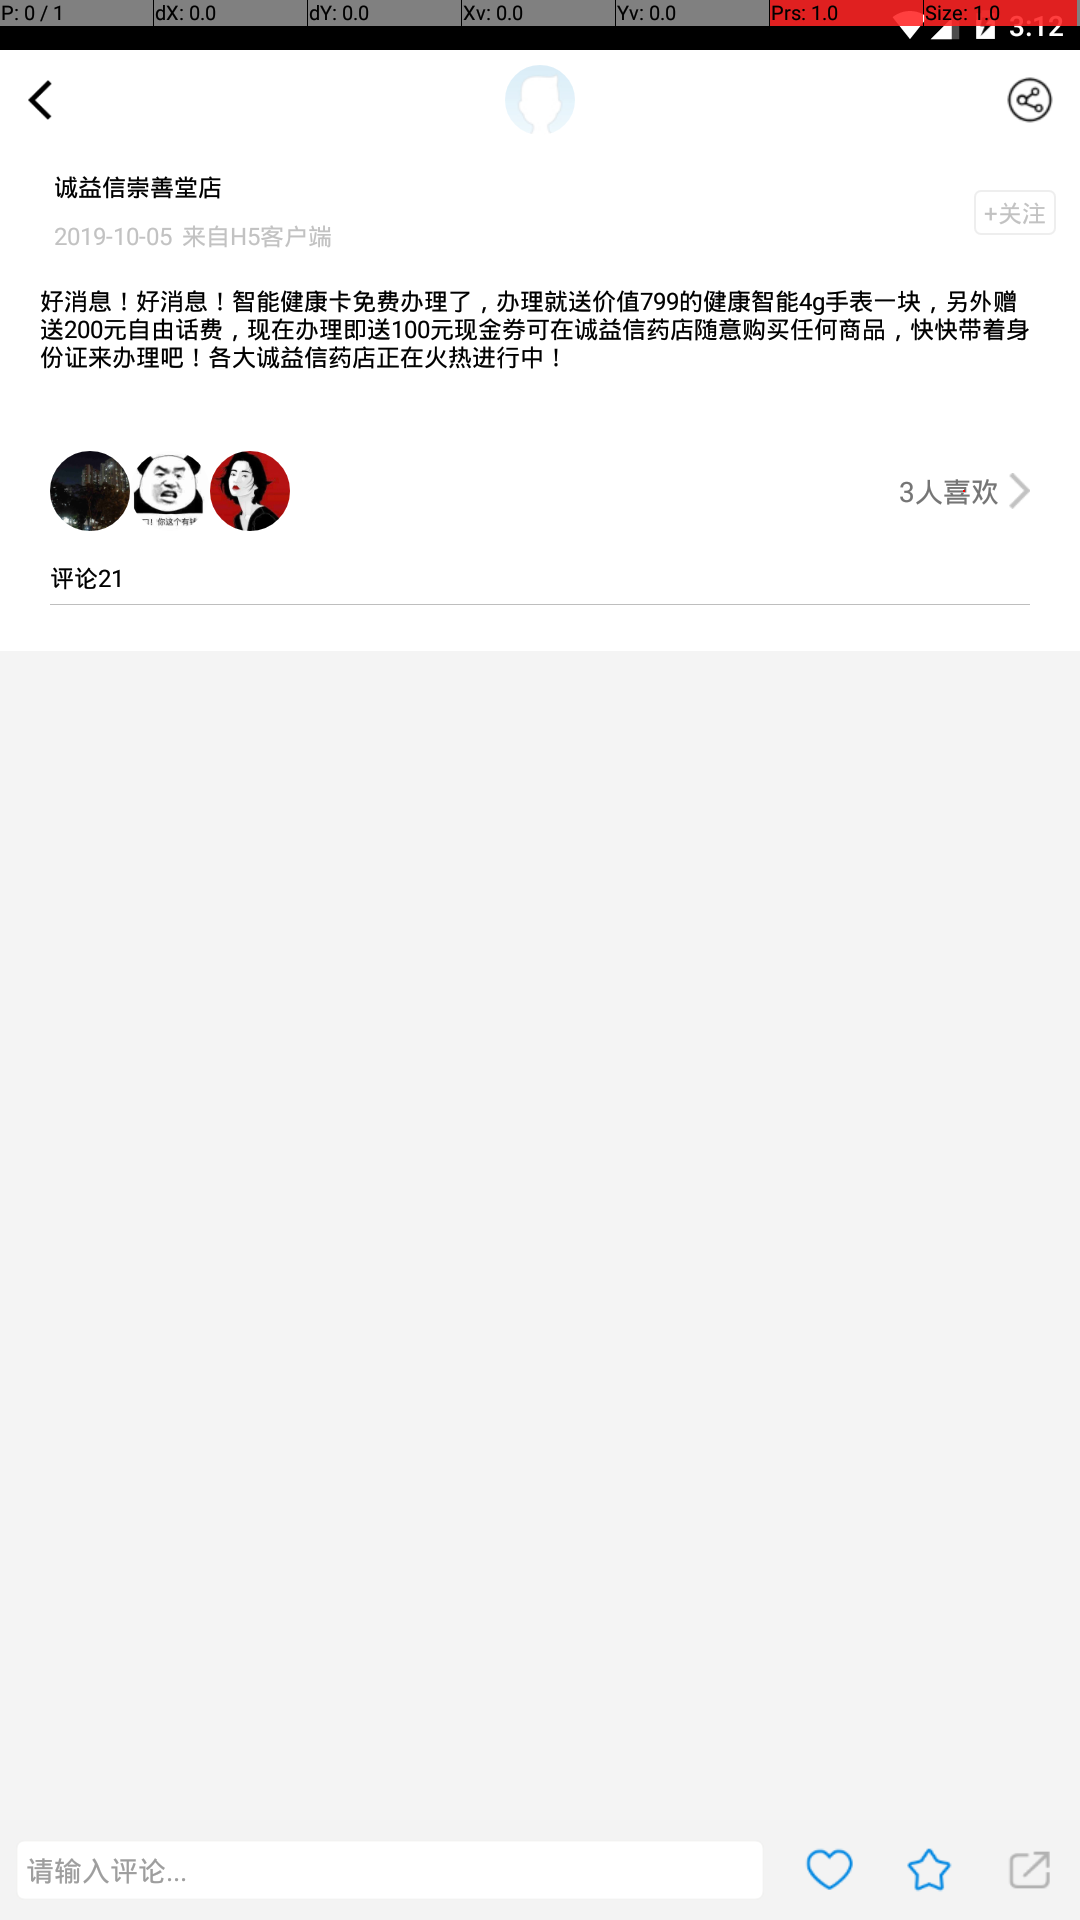 P: 0 / 1 dX: 0.0 dY: 0.0 Xv: 0.0 Yv: 0.0 Prs: 1.0 Size: 1.0
3:12
诚益信崇善堂店
+关注
2019-10-05 来自H5客户端
好消息！好消息！智能健康卡免费办理了，办理就送价值799的健康智能4g手表一块，另外赠
送200元自由话费，现在办理即送100元现金券可在诚益信药店随意购买任何商品，快快带着身
份证来办理吧！各大诚益信药店正在火热进行中！
3人喜欢
评论21
请输入评论...